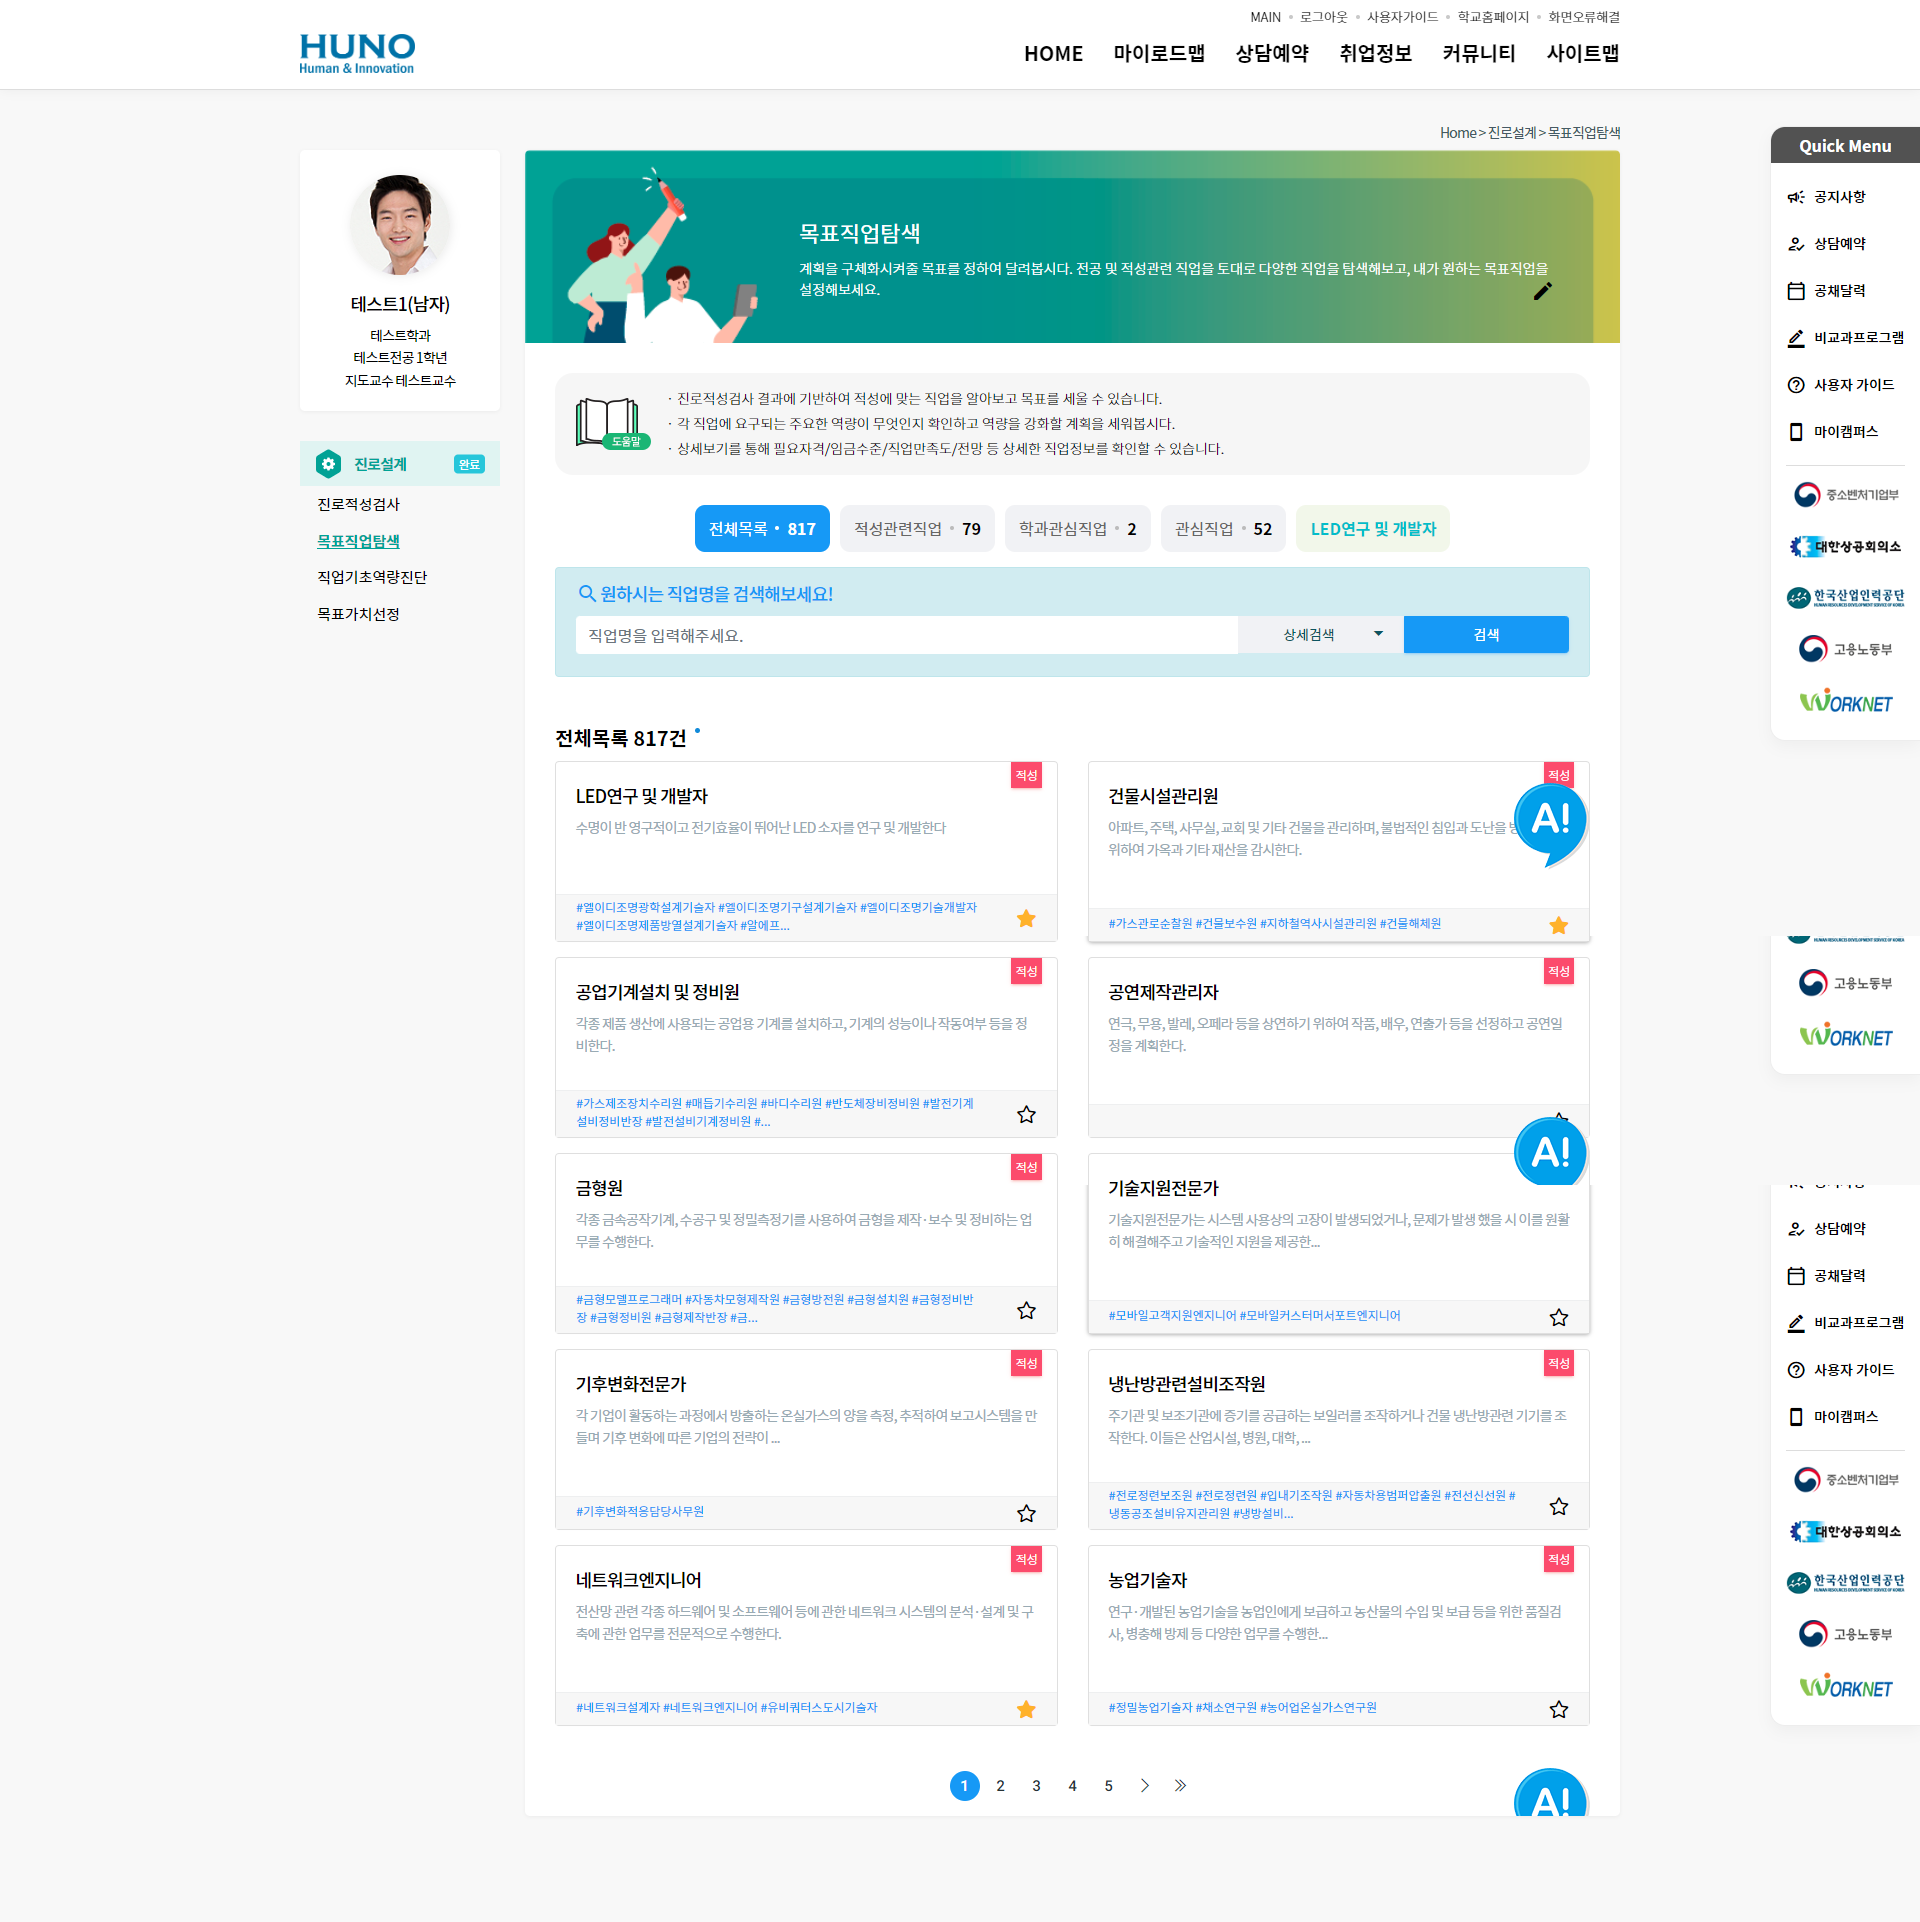 MAIN 로그아웃 사용자가이드 학교홈페이지 화면오류해결
HUNO
Human & Innovation
HOME 마이로드맵 상담예약 취업정보 커뮤니티 사이트맵
Home > 진로설계 > 목표직업탐색
테스트1(남자)
테스트학과
테스트전공 1학년
지도교수 테스트교수
진로설계 완료
진로적성검사
목표직업탐색
직업기초역량진단
목표가치선정
목표직업탐색
계획을 구체화시켜줄 목표를 정하여 달려봅시다. 전공 및 적성관련 직업을 토대로 다양한 직업을 탐색해보고, 내가 원하는 목표직업을
설정해보세요.
도움말
· 진로적성검사 결과에 기반하여 적성에 맞는 직업을 알아보고 목표를 세울 수 있습니다.
· 각 직업에 요구되는 주요한 역량이 무엇인지 확인하고 역량을 강화할 계획을 세워봅시다.
· 상세보기를 통해 필요자격/임금수준/직업만족도/전망 등 상세한 직업정보를 확인할 수 있습니다.
전체목록 • 817
적성관련직업 • 79
학과관심직업 • 2
관심직업 • 52
LED연구 및 개발자
원하시는 직업명을 검색해보세요!
직업명을 입력해주세요.
상세검색
검색
전체목록 817건
적성
LED연구 및 개발자
수명이 반 영구적이고 전기효율이 뛰어난 LED 소자를 연구 및 개발한다
#엘이디조명광학설계기술자 #엘이디조명기구설계기술자 #엘이디조명기술개발자
#엘이디조명제품방열설계기술자 #알에프...
적성
건물시설관리원
아파트, 주택, 사무실, 교회 및 기타 건물을 관리하며, 불법적인 침입과 도난을
위하여 가옥과 기타 재산을 감시한다.
#가스관로순찰원 #건물보수원 #지하철역사시설관리원 #건물해체원
A!
적성
공업기계설치 및 정비원
각종 제품 생산에 사용되는 공업용 기계를 설치하고, 기계의 성능이나 작동여부 등을 정
비한다.
#가스제조장치수리원 #매듭기수리원 #바디수리원 #반도체장비정비원 #발전기계
설비정비반장 #발전설비기계정비원 #...
적성
공연제작관리자
연극, 무용, 발레, 오페라 등을 상연하기 위하여 작품, 배우, 연출가 등을 선정하고 공연일
정을 계획한다.
A!
적성
금형원
각종 금속공작기계, 수공구 및 정밀측정기를 사용하여 금형을 제작·보수 및 정비하는 업
무를 수행한다.
#금형모델프로그래머 #자동차모형제작원 #금형방전원 #금형설치원 #금형정비반
장 #금형정비원 #금형제작반장 #금...
기술지원전문가
기술지원전문가는 시스템 사용상의 고장이 발생되었거나, 문제가 발생 했을 시 이를 원활
히 해결해주고 기술적인 지원을 제공한...
#모바일고객지원엔지니어 #모바일커스터머서포트엔지니어
적성
기후변화전문가
각 기업이 활동하는 과정에서 방출하는 온실가스의 양을 측정, 추적하여 보고시스템을 만
들며 기후 변화에 따른 기업의 전략이 ...
#기후변화적응담당사무원
적성
냉난방관련설비조작원
주기관 및 보조기관에 증기를 공급하는 보일러를 조작하거나 건물 냉난방관련 기기를 조
작한다. 이들은 산업시설, 병원, 대학, ...
#전로정련보조원 #전로정련원 #입내기조작원 #자동차용범퍼압출원 #전선신선원 #
냉동공조설비유지관리원 #냉방설비...
적성
네트워크엔지니어
전산망 관련 각종 하드웨어 및 소프트웨어 등에 관한 네트워크 시스템의 분석·설계 및 구
축에 관한 업무를 전문적으로 수행한다.
#네트워크설계자 #네트워크엔지니어 #유비쿼터스도시기술자
적성
농업기술자
연구·개발된 농업기술을 농업인에게 보급하고 농산물의 수입 및 보급 등을 위한 품질검
사, 병충해 방제 등 다양한 업무를 수행한...
#정밀농업기술자 #채소연구원 #농어업온실가스연구원
1 2 3 4 5
A!
Quick Menu
공지사항
상담예약
공채달력
비교과프로그램
사용자 가이드
마이캠퍼스
중소벤처기업부
대한상공회의소
한국산업인력공단
고용노동부
WORKNET
고용노동부
WORKNET
상담예약
공채달력
비교과프로그램
사용자 가이드
마이캠퍼스
중소벤처기업부
대한상공회의소
한국산업인력공단
고용노동부
WORKNET